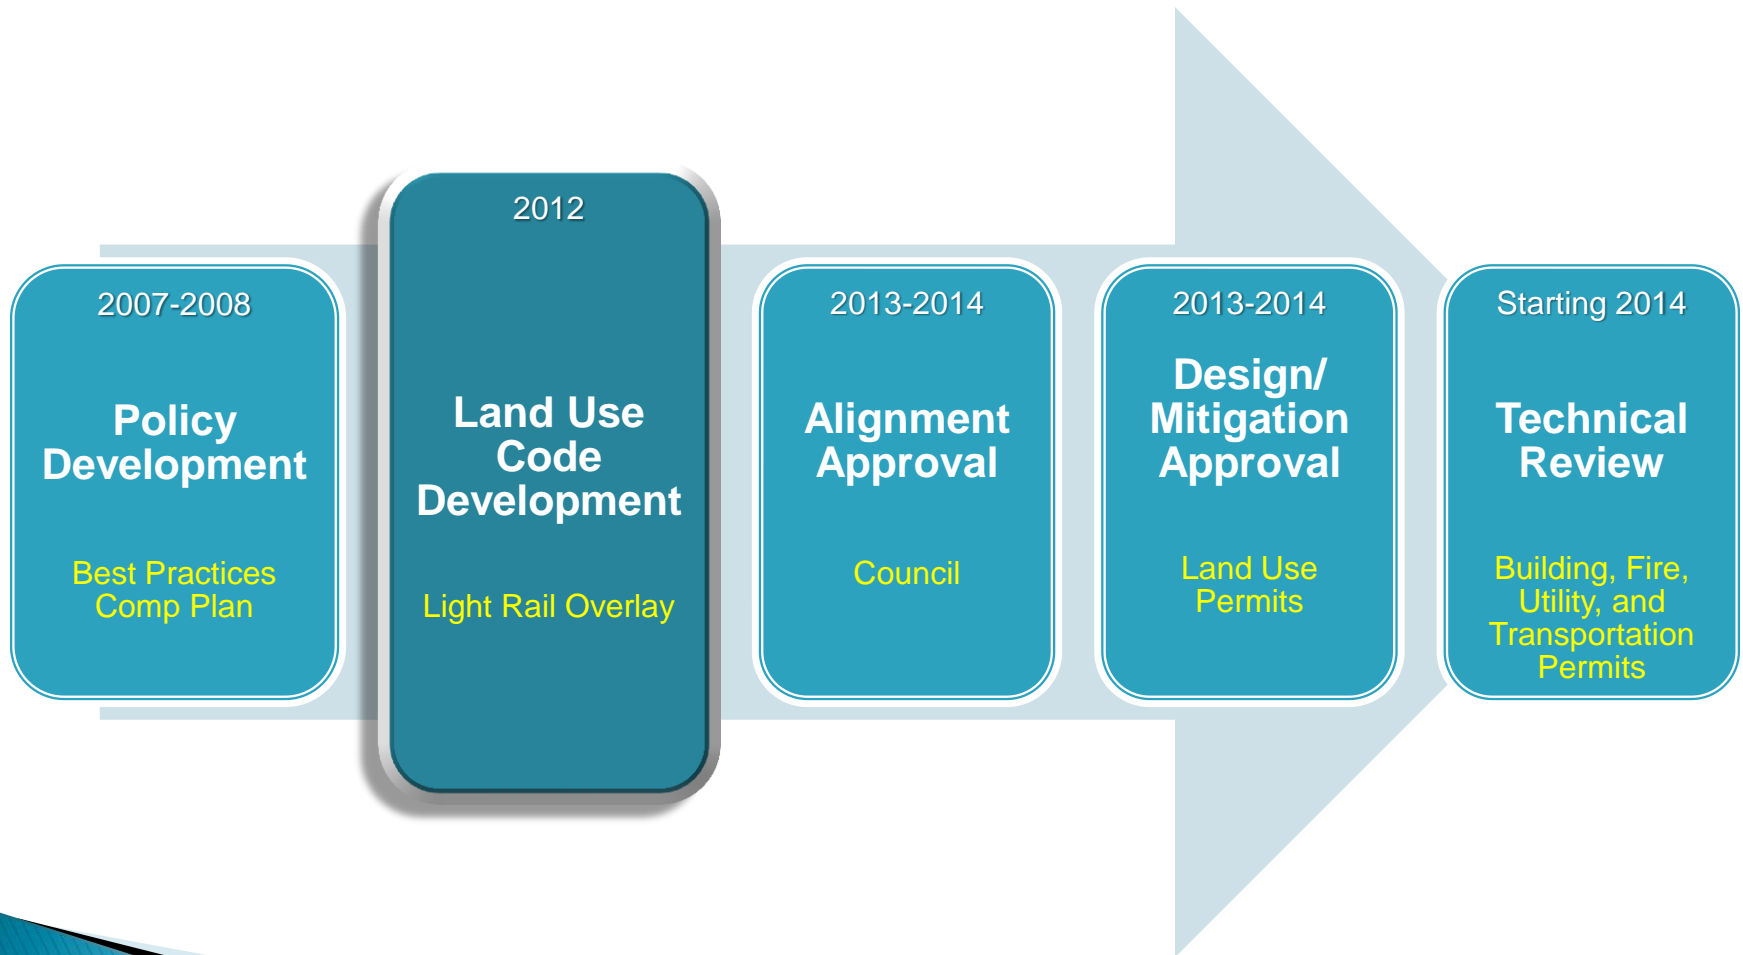 2007-2008
Policy
Development
Best Practices
Comp Plan
2012
Land Use
Code
Development
Light Rail Overlay
2013-2014
Alignment
Approval
Council
2013-2014
Design/
Mitigation
Approval
Land Use
Permits
Starting 2014
Technical
Review
Building, Fire,
Utility, and
Transportation
Permits